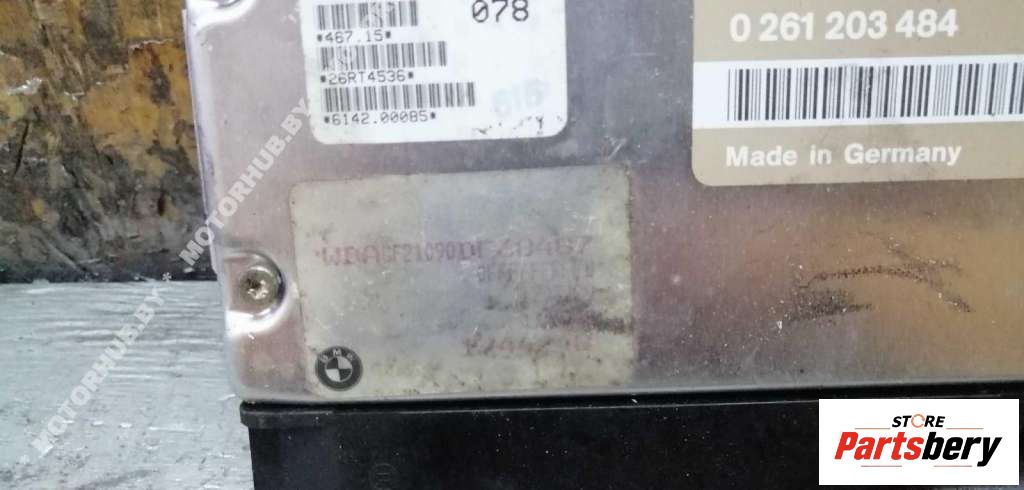 078
*467.15*
*26RT4536*
*6142.00085*
0 261 203 484
Made in Germany
BMW
* MOTORHUB.BY * MOTORHUB.BY
STORE
Partsbery